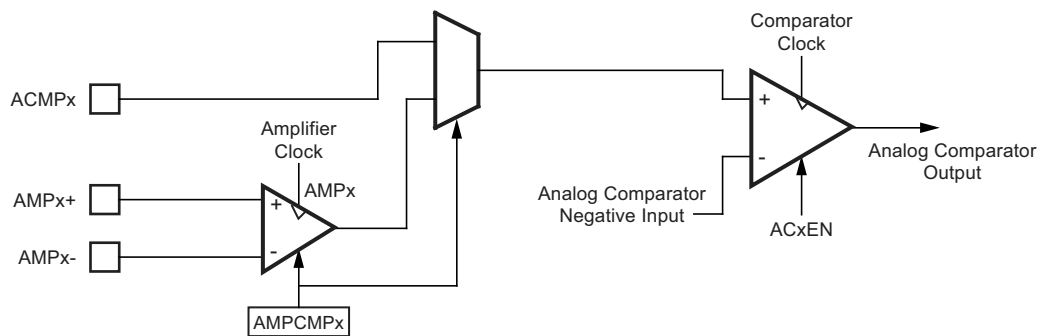 Comparator
Clock
ACMPx
+
-
Amplifier
Clock
Analog Comparator
Output
AMPx
AMPx+
+
Analog Comparator
Negative Input
ACxEN
AMPx-
-
AMPCMPx